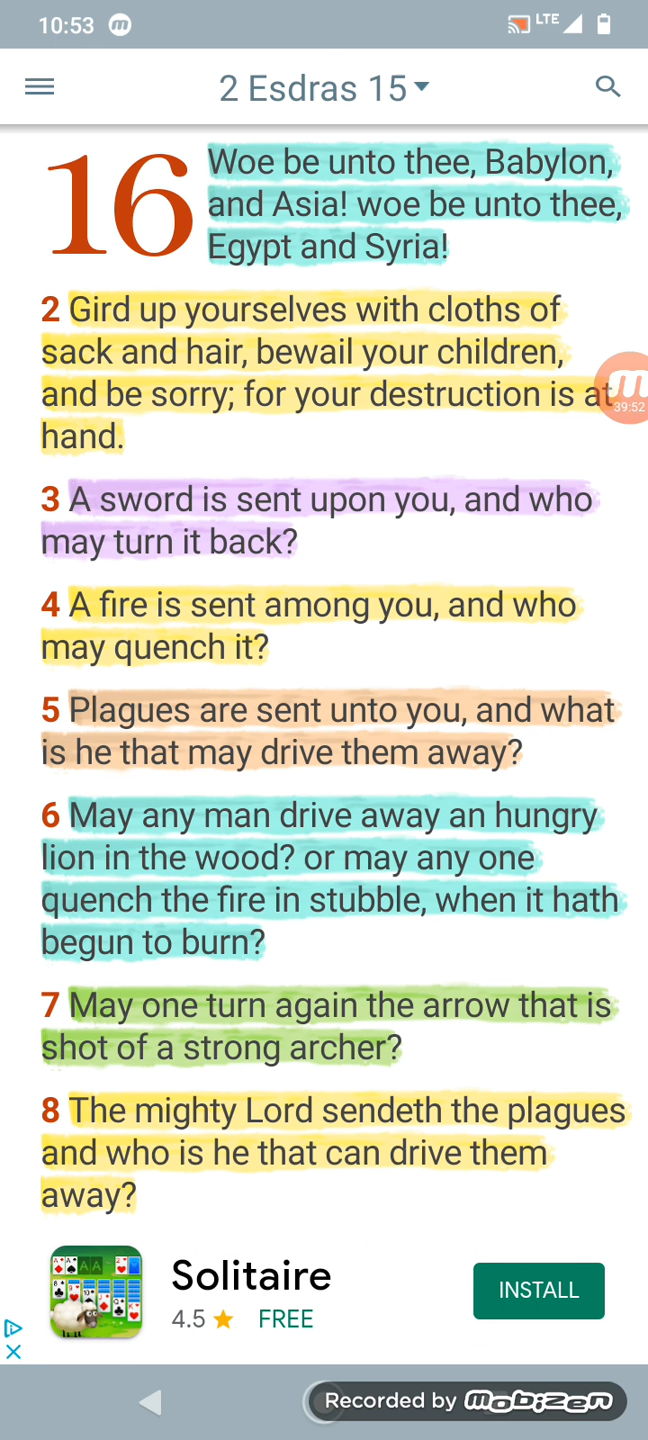 10:53
LTE
2 Esdras 15
16 Woe be unto thee, Babylon,
and Asia! woe be unto thee,
Egypt and Syria!
2 Gird up yourselves with cloths of
sack and hair, bewail your children,
and be sorry; for your destruction is at
hand.
39:52
3 A sword is sent upon you, and who
may turn it back?
4 A fire is sent among you, and who
may quench it?
5 Plagues are sent unto you, and what
is he that may drive them away?
6 May any man drive away an hungry
lion in the wood? or may any one
quench the fire in stubble, when it hath
begun to burn?
7 May one turn again the arrow that is
shot of a strong archer?
8 The mighty Lord sendeth the plagues
and who is he that can drive them
away?
Solitaire
4.5 FREE
INSTALL
Recorded by mobizen